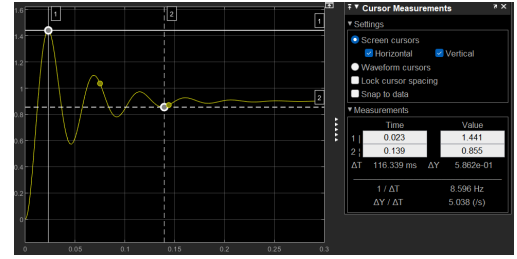 1.6
1.4
1.2
1
0.8
0.6
0.4
0.2
0
0
0.05
0.1
0.15
0.2
0.25
0.3
1
2
1
2
Cursor Measurements
Settings
Screen cursors
Horizontal Vertical
Waveform cursors
Lock cursor spacing
Snap to data
Measurements
Time Value
1 | 0.023 1.441
2 ¦ 0.139 0.855
ΔT 116.339 ms ΔY 5.862e-01
1 / ΔT 8.596 Hz
ΔY / ΔT 5.038 (/s)